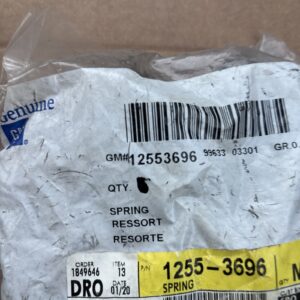 Genuine
GM# 12553696 99633 03301 GR.0
QTY.
SPRING
RESSORT
RESORTE
ORDER ITEM
1849646 13
P/N 1255-3696
SPRING
DRO DATE 01/20